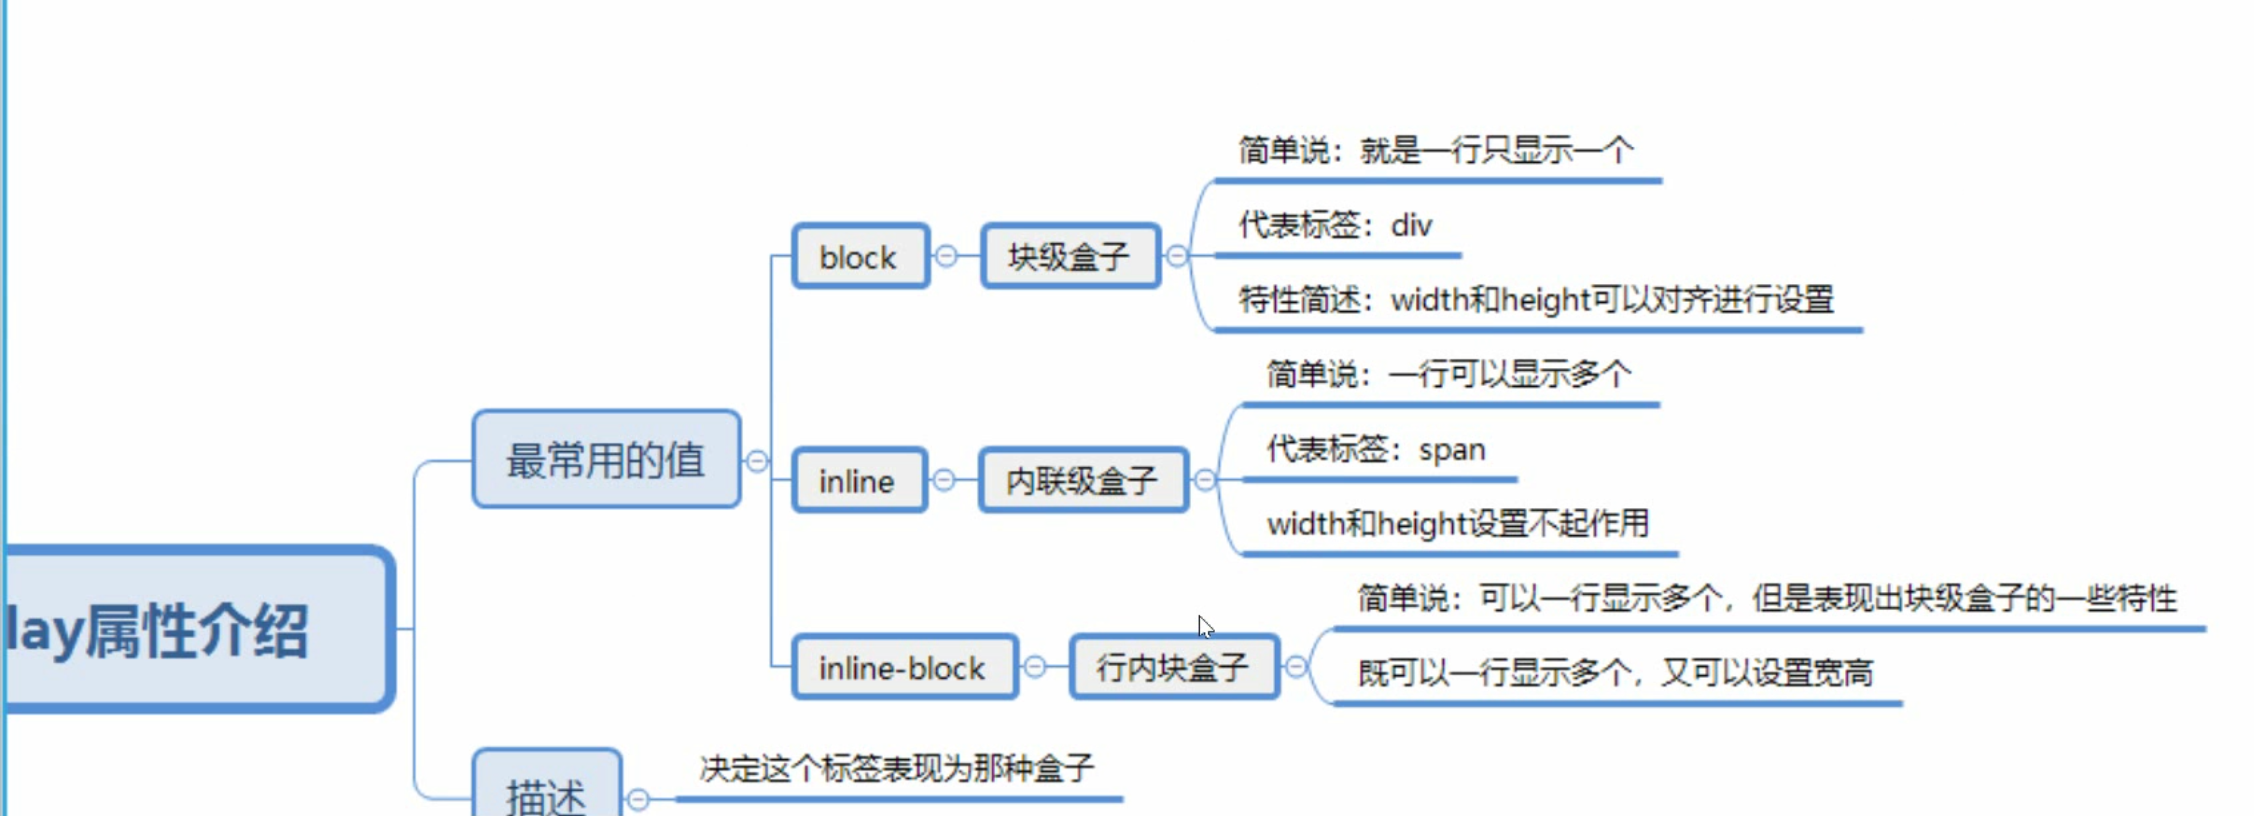 简单说：就是一行只显示一个
代表标签：div
block
块级盒子
特性简述：width和height可以对齐进行设置
简单说：一行可以显示多个
最常用的值
代表标签：span
inline
内联级盒子
width和height设置不起作用
简单说：可以一行显示多个，但是表现出块级盒子的一些特性
lay属性介绍
inline-block
行内块盒子
既可以一行显示多个，又可以设置宽高
决定这个标签表现为那种盒子
描述